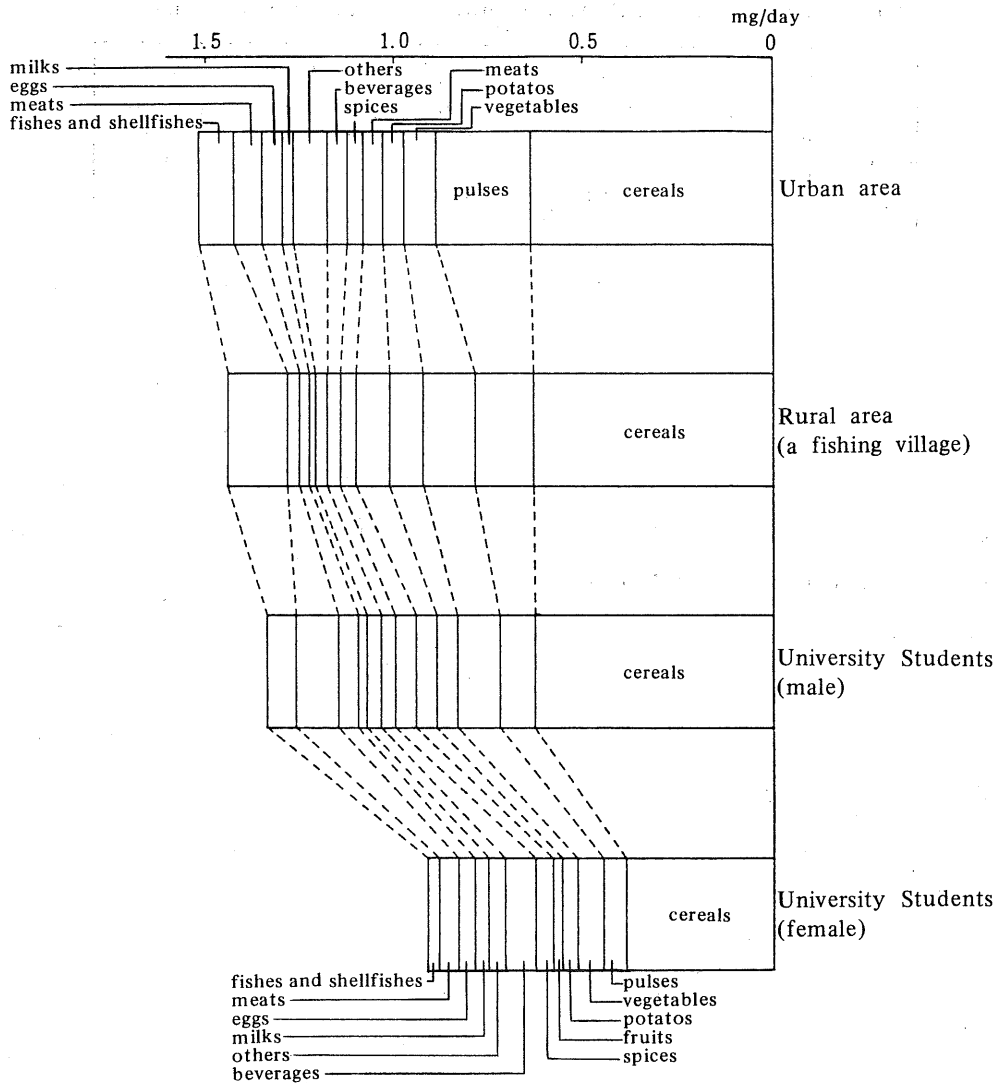 mg/day
1.5 1.0 0.5 0
milks
eggs
meats
fishes and shellfishes
others
beverages
spices
meats
potatos
vegetables
pulses
cereals
Urban area
cereals
Rural area
(a fishing village)
cereals
University Students
(male)
cereals
University Students
(female)
fishes and shellfishes
meats
eggs
milks
others
beverages
pulses
vegetables
potatos
fruits
spices